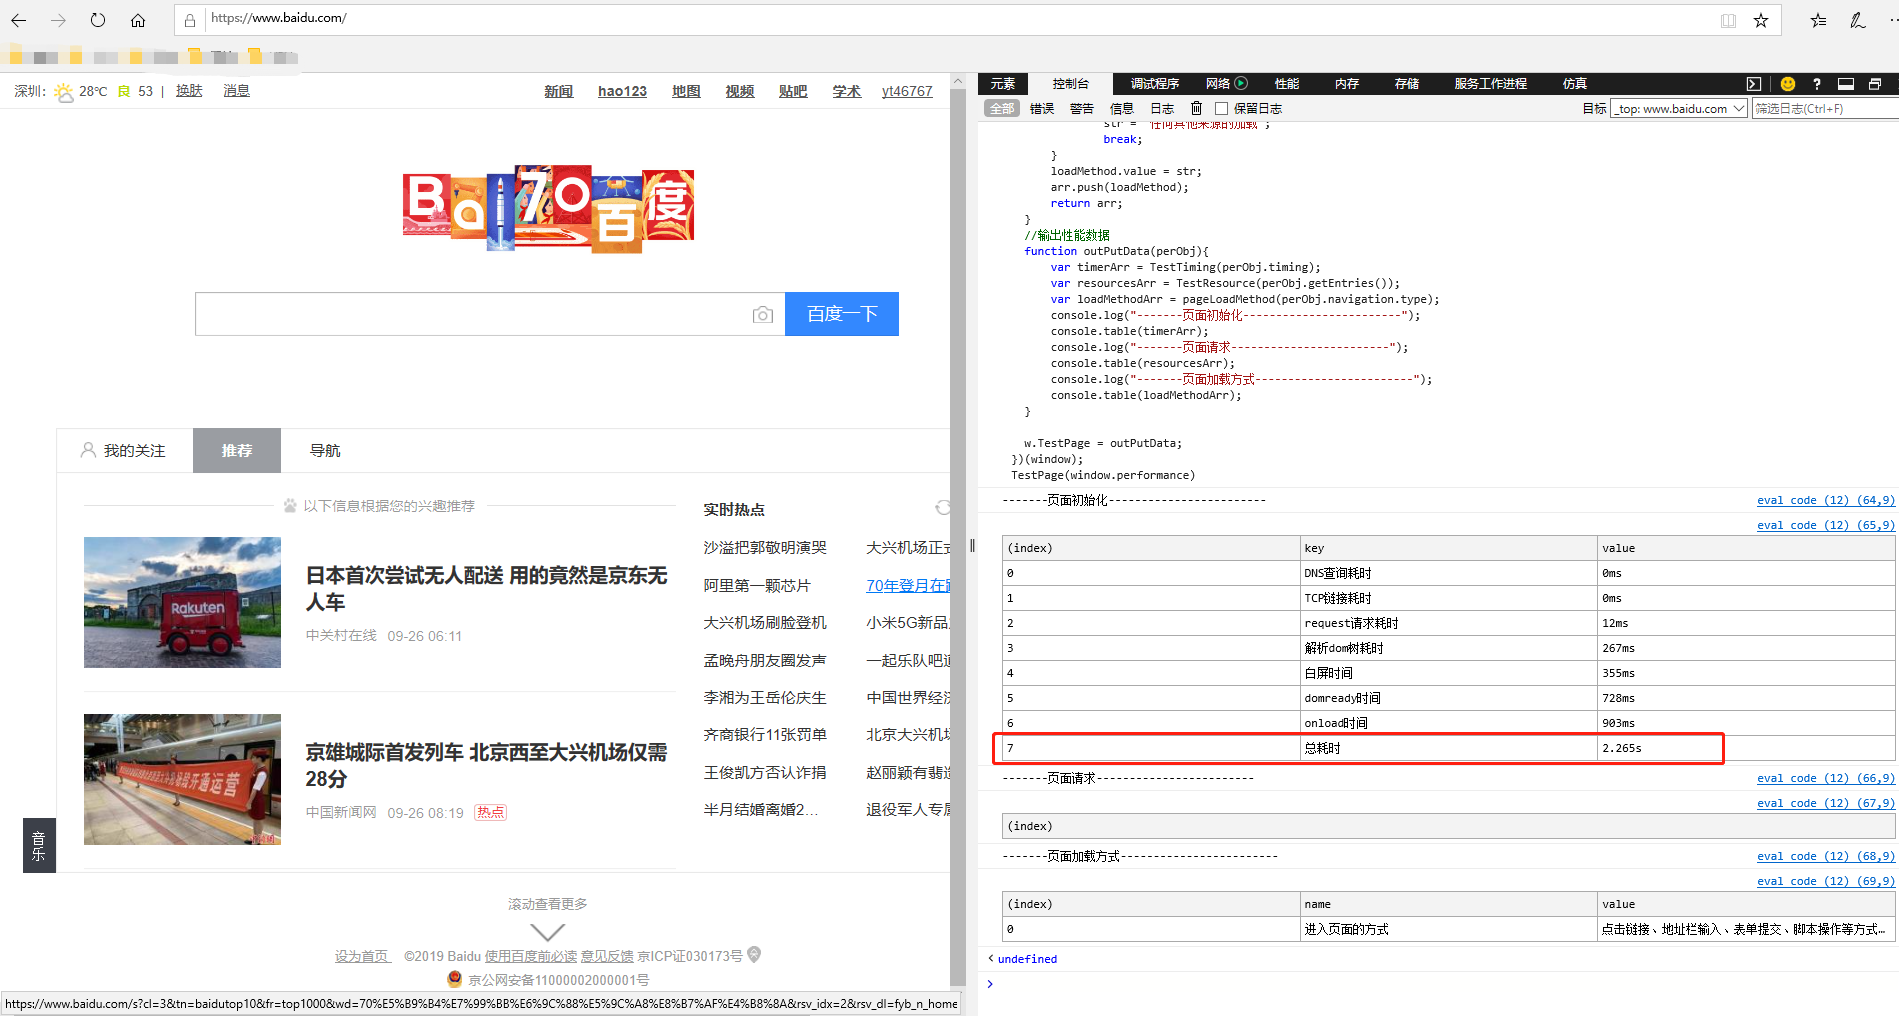 https://www.baidu.com/
深圳: 28℃ 良 53 | 换肤 消息
新闻 hao123 地图 视频 贴吧 学术 yt46767
Bai 70 百度
百度一下
我的关注 推荐 导航
以下信息根据您的兴趣推荐
Rakuten
日本首次尝试无人配送 用的竟然是京东无
人车
中关村在线 09-26 06:11
京雄城际首发列车 北京西至大兴机场仅需
28分
中国新闻网 09-26 08:19 热点
实时热点
沙溢把郭敬明演哭 大兴机场正式
阿里第一颗芯片 70年登月在
大兴机场刷脸登机 小米5G新品
孟晚舟朋友圈发声 一起乐队吧
李湘为王岳伦庆生 中国世界经
齐商银行11张罚单 北京大兴机场
王俊凯方否认诈捐 赵丽颖有翡
半月结婚离婚2... 退役军人专
音乐
滚动查看更多
设为首页 ©2019 Baidu 使用百度前必读 意见反馈 京ICP证030173号
京公网安备11000002000001号
https://www.baidu.com/s?cl=3&tn=baidutop10&fr=top1000&wd=70%E5%B9%B4%E7%99%BB%E6%9C%88%E5%9C%A8%E8%B7%AF%E4%B8%8A&rsv_idx=2&rsv_dl=fyb_n_home
元素 控制台 调试程序 网络 性能 内存 存储 服务工作进程 仿真
全部 错误 警告 信息 日志 保留日志 目标 _top: www.baidu.com 筛选日志(Ctrl+F)
str = "任何其他来源的加载";
break;
}
loadMethod.value = str;
arr.push(loadMethod);
return arr;
}
//输出性能数据
function outPutData(perObj){
var timerArr = TestTiming(perObj.timing);
var resourcesArr = TestResource(perObj.getEntries());
var loadMethodArr = pageLoadMethod(perObj.navigation.type);
console.log("-------页面初始化------------------------");
console.table(timerArr);
console.log("-------页面请求------------------------");
console.table(resourcesArr);
console.log("-------页面加载方式------------------------");
console.table(loadMethodArr);
}
w.TestPage = outPutData;
})(window);
TestPage(window.performance)
-------页面初始化------------------------ eval code (12) (64,9)
eval code (12) (65,9)
(index) key value
0 DNS查询耗时 0ms
1 TCP链接耗时 0ms
2 request请求耗时 12ms
3 解析dom树耗时 267ms
4 白屏时间 355ms
5 domready时间 728ms
6 onload时间 903ms
7 总耗时 2.265s
-------页面请求------------------------ eval code (12) (66,9)
eval code (12) (67,9)
(index)
-------页面加载方式------------------------ eval code (12) (68,9)
eval code (12) (69,9)
(index) name value
0 进入页面的方式 点击链接、地址栏输入、表单提交、脚本操作等方式…
undefined